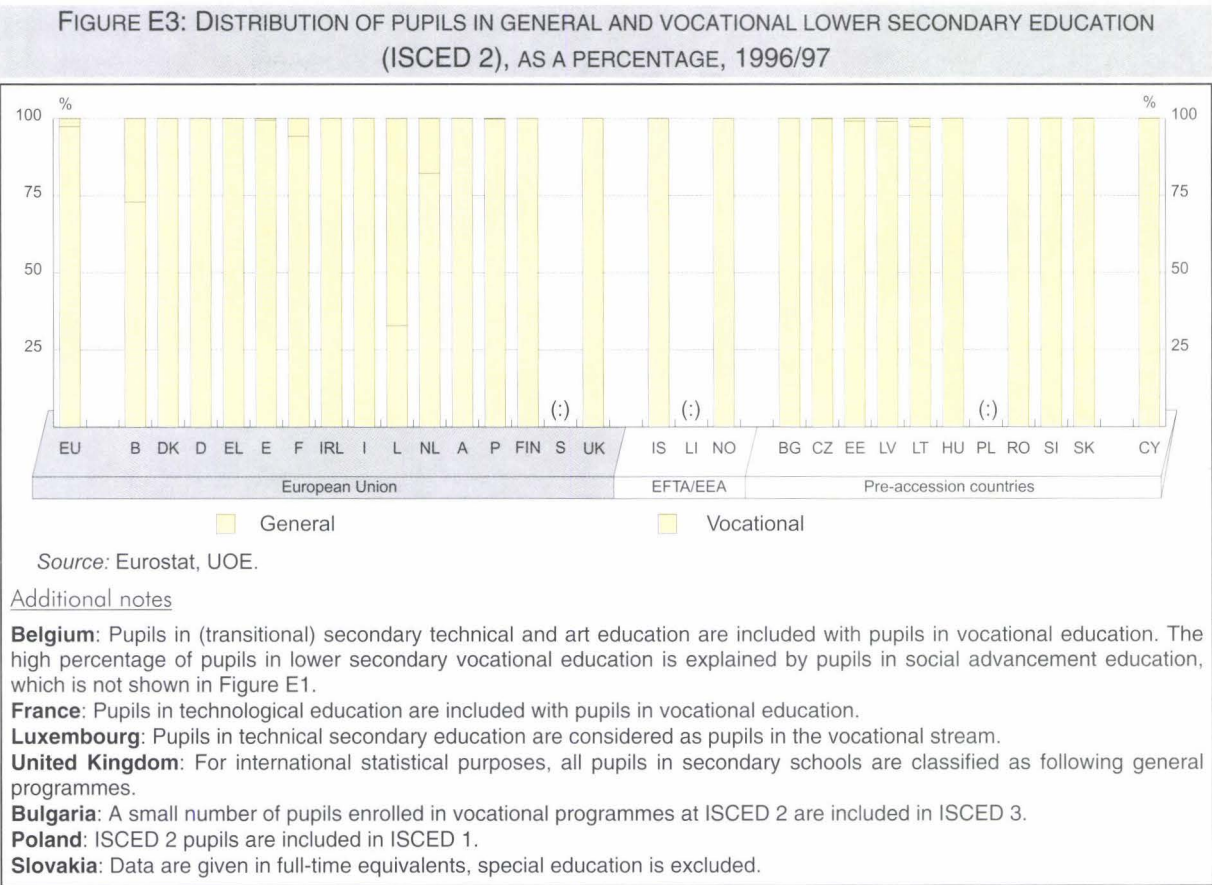 FIGURE E3: DISTRIBUTION OF PUPILS IN GENERAL AND VOCATIONAL LOWER SECONDARY EDUCATION
(ISCED 2), AS A PERCENTAGE, 1996/97
% %
100 100
75 75
50 50
25 25
(:) (:) (:)
EU B DK D EL E F IRL I L NL A P FIN S UK IS LI NO BG CZ EE LV LT HU PL RO SI SK CY
European Union EFTA/EEA Pre-accession countries
General Vocational
Source: Eurostat, UOE.
Additional notes
Belgium: Pupils in (transitional) secondary technical and art education are included with pupils in vocational education. The
high percentage of pupils in lower secondary vocational education is explained by pupils in social advancement education,
which is not shown in Figure E1.
France: Pupils in technological education are included with pupils in vocational education.
Luxembourg: Pupils in technical secondary education are considered as pupils in the vocational stream.
United Kingdom: For international statistical purposes, all pupils in secondary schools are classified as following general
programmes.
Bulgaria: A small number of pupils enrolled in vocational programmes at ISCED 2 are included in ISCED 3.
Poland: ISCED 2 pupils are included in ISCED 1.
Slovakia: Data are given in full-time equivalents, special education is excluded.